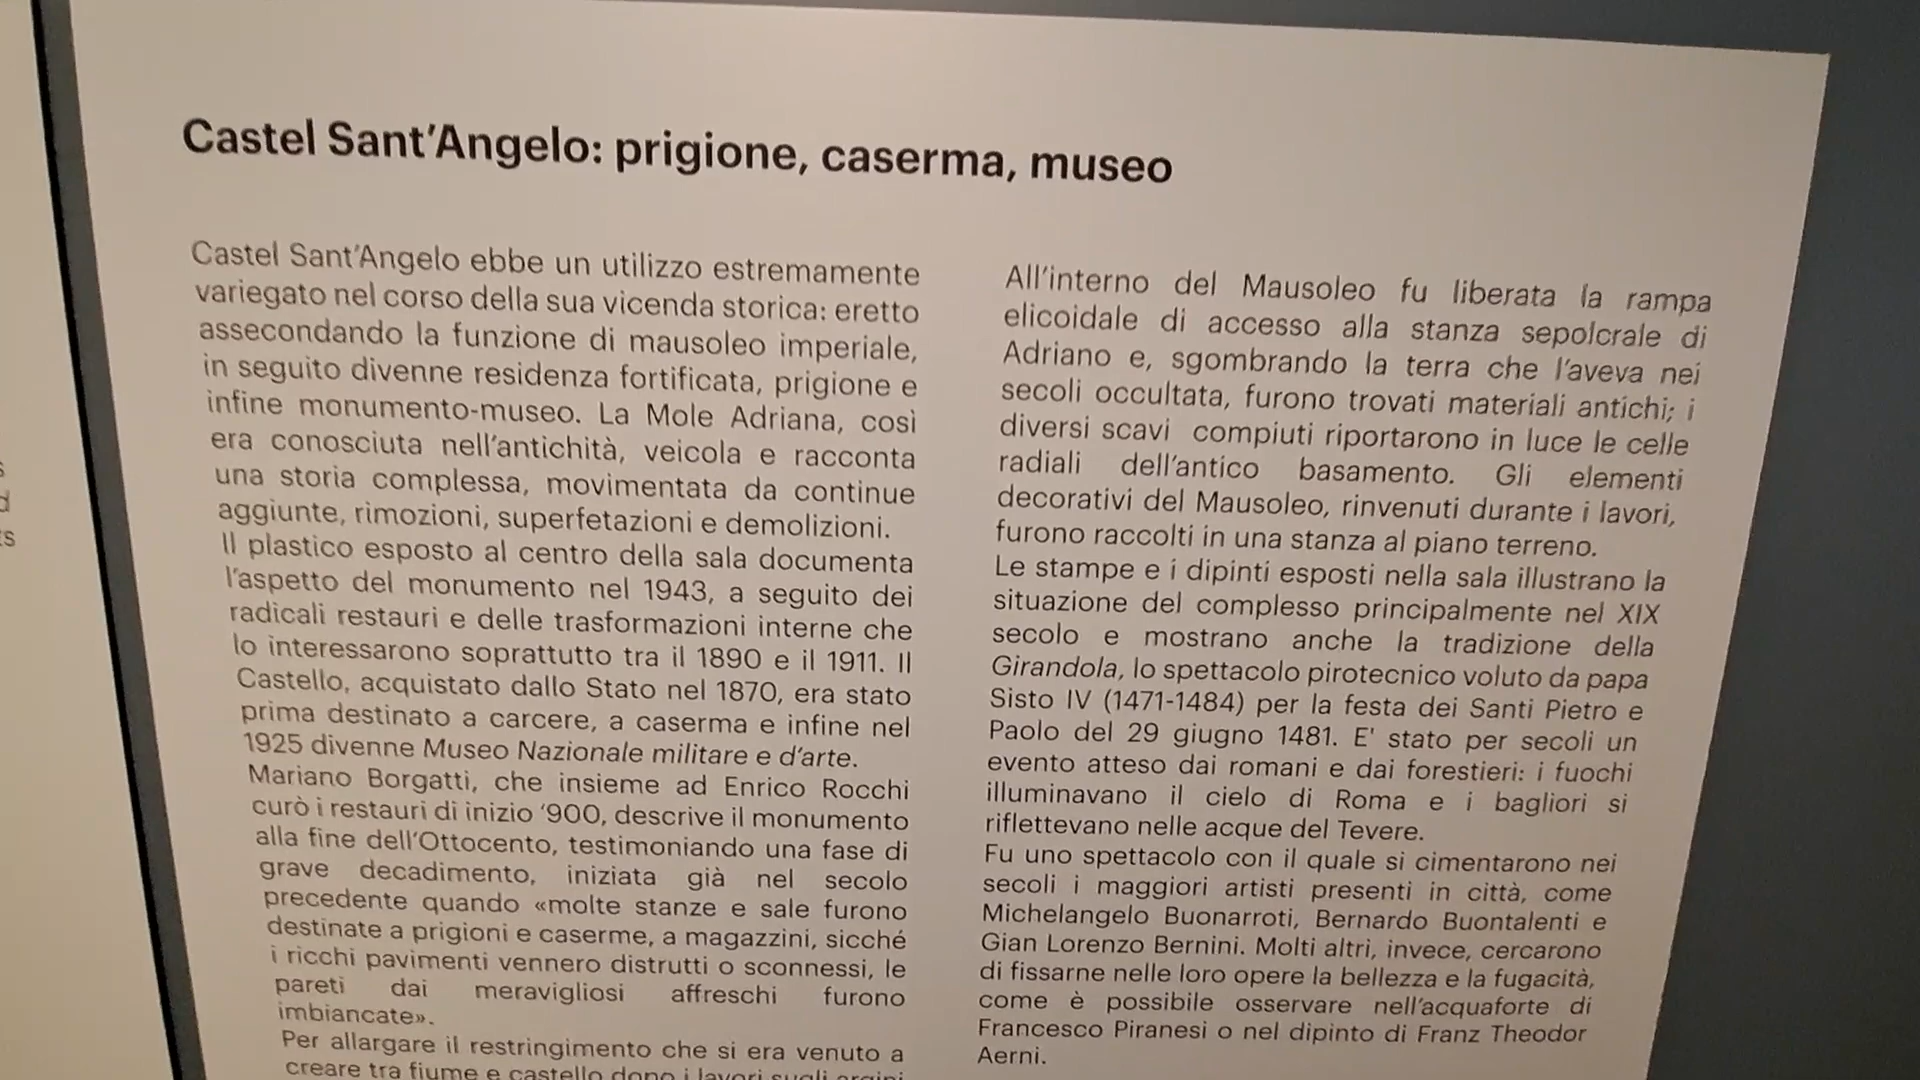 Castel Sant'Angelo: prigione, caserma, museo
Castel Sant'Angelo ebbe un utilizzo estremamente
variegato nel corso della sua vicenda storica: eretto
assecondando la funzione di mausoleo imperiale,
in seguito divenne residenza fortificata, prigione e
infine monumento-museo. La Mole Adriana, così
era conosciuta nell'antichità, veicola e racconta
una storia complessa, movimentata da continue
aggiunte, rimozioni, superfetazioni e demolizioni.
Il plastico esposto al centro della sala documenta
l'aspetto del monumento nel 1943, a seguito dei
radicali restauri e delle trasformazioni interne che
lo interessarono soprattutto tra il 1890 e il 1911. Il
Castello, acquistato dallo Stato nel 1870, era stato
prima destinato a carcere, a caserma e infine nel
1925 divenne Museo Nazionale militare e d'arte.
Mariano Borgatti, che insieme ad Enrico Rocchi
curò i restauri di inizio '900, descrive il monumento
alla fine dell'Ottocento, testimoniando una fase di
grave decadimento, iniziata già nel secolo
precedente quando «molte stanze e sale furono
destinate a prigioni e caserme, a magazzini, sicché
i ricchi pavimenti vennero distrutti o sconnessi, le
pareti dai meravigliosi affreschi furono
imbiancate».
Per allargare il restringimento che si era venuto a
creare tra fiume e castello dopo i lavori sugli argini
All'interno del Mausoleo fu liberata la rampa
elicoidale di accesso alla stanza sepolcrale di
Adriano e, sgombrando la terra che l'aveva nei
secoli occultata, furono trovati materiali antichi; i
diversi scavi compiuti riportarono in luce le celle
radiali dell'antico basamento. Gli elementi
decorativi del Mausoleo, rinvenuti durante i lavori,
furono raccolti in una stanza al piano terreno.
Le stampe e i dipinti esposti nella sala illustrano la
situazione del complesso principalmente nel XIX
secolo e mostrano anche la tradizione della
Girandola, lo spettacolo pirotecnico voluto da papa
Sisto IV (1471-1484) per la festa dei Santi Pietro e
Paolo del 29 giugno 1481. E' stato per secoli un
evento atteso dai romani e dai forestieri: i fuochi
illuminavano il cielo di Roma e i bagliori si
riflettevano nelle acque del Tevere.
Fu uno spettacolo con il quale si cimentarono nei
secoli i maggiori artisti presenti in città, come
Michelangelo Buonarroti, Bernardo Buontalenti e
Gian Lorenzo Bernini. Molti altri, invece, cercarono
di fissarne nelle loro opere la bellezza e la fugacità,
come è possibile osservare nell'acquaforte di
Francesco Piranesi o nel dipinto di Franz Theodor
Aerni.